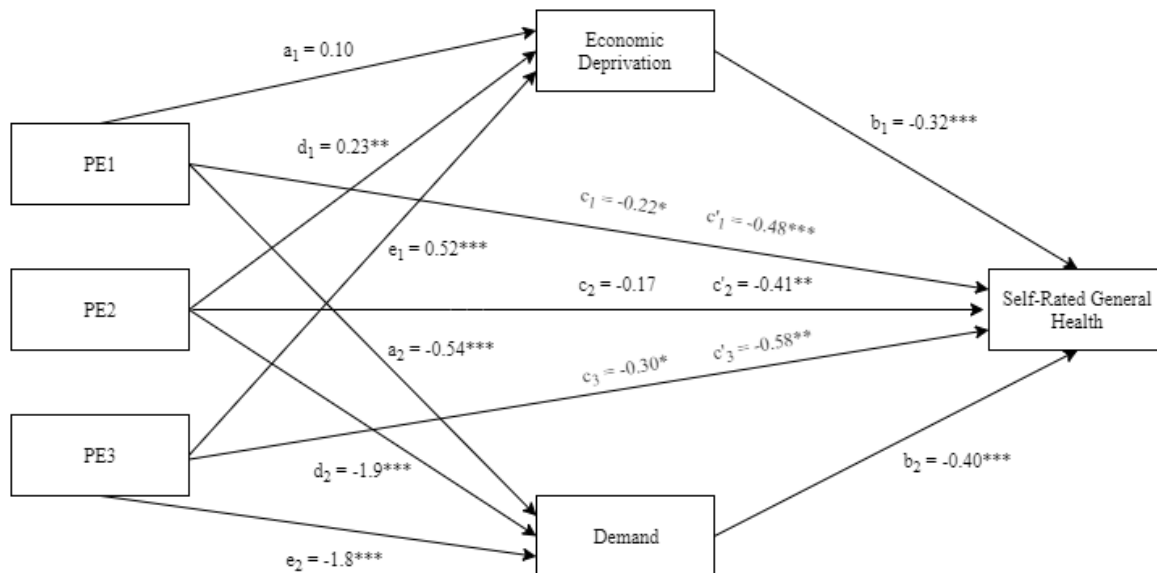 Economic
Deprivation
a₁ = 0.10
b₁ = -0.32***
PE1
d₁ = 0.23**
c₁ = -0.22*
c'₁ = -0.48***
e₁ = 0.52***
PE2
c₂ = -0.17
c'₂ = -0.41**
Self-Rated General
Health
a₂ = -0.54***
c₃ = -0.30*
c'₃ = -0.58**
PE3
d₂ = -1.9***
b₂ = -0.40***
Demand
e₂ = -1.8***